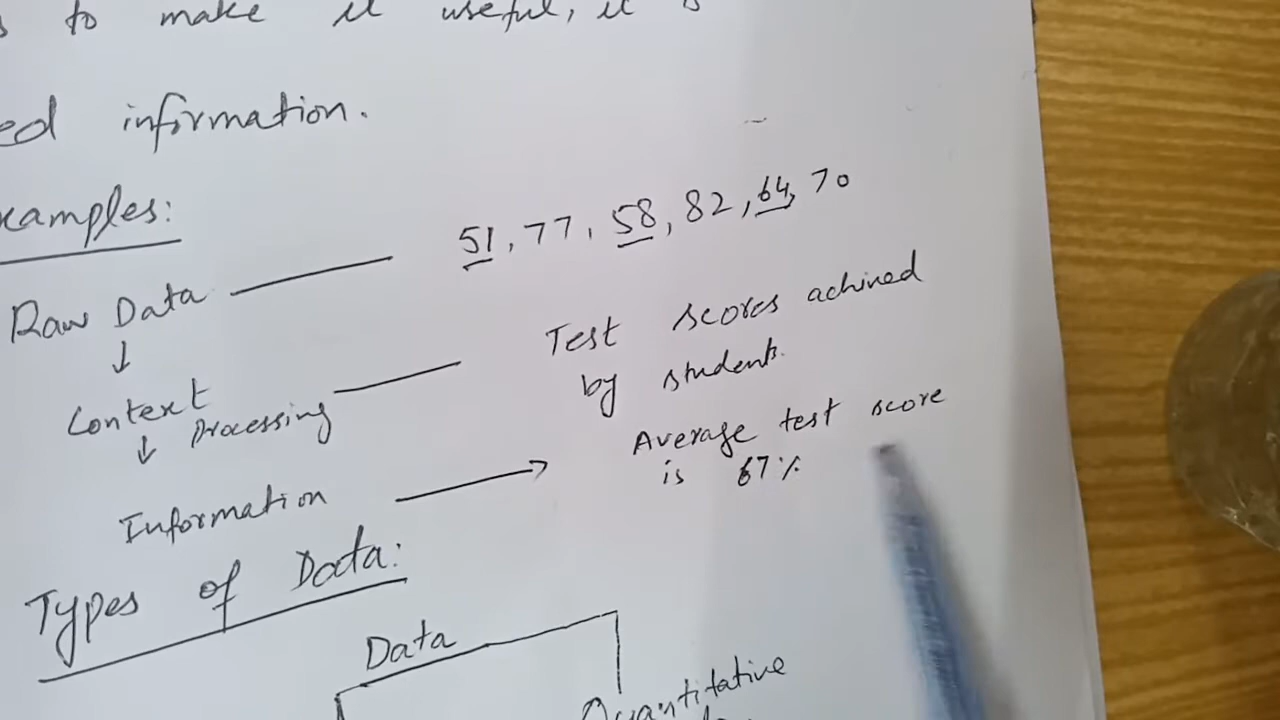 to make it useful, it is
ed information.
xamples:
Raw Data 51, 77, 58, 82, 64, 70
↓
Context
Processing Test scores achived
by students.
↓
Information → Average test score
is 67%
Types of Data:
Data
Quantitative